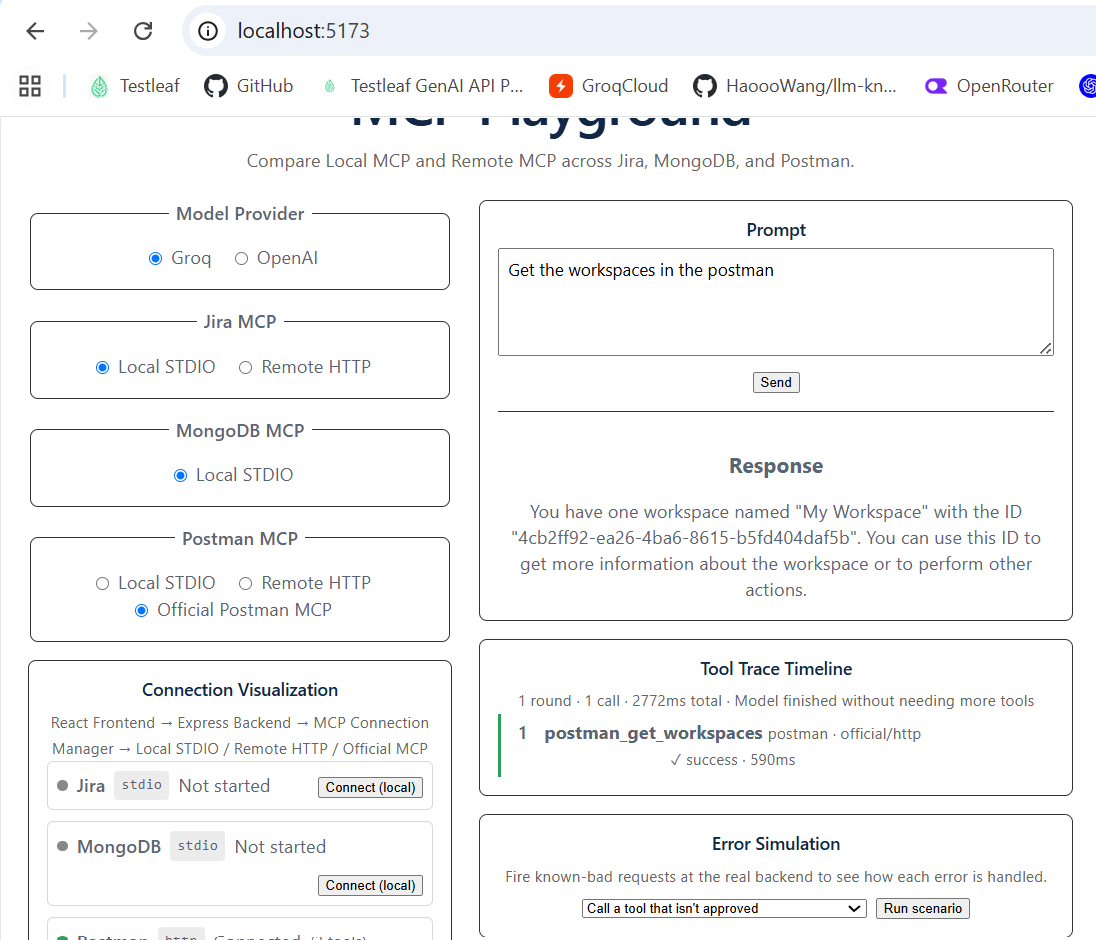 localhost:5173
Testleaf
GitHub
Testleaf GenAI API P...
GroqCloud
HaoooWang/llm-kn...
OpenRouter
MCP Playground
Compare Local MCP and Remote MCP across Jira, MongoDB, and Postman.
Model Provider
Groq
OpenAI
Jira MCP
Local STDIO
Remote HTTP
MongoDB MCP
Local STDIO
Postman MCP
Local STDIO
Remote HTTP
Official Postman MCP
Connection Visualization
React Frontend → Express Backend → MCP Connection
Manager → Local STDIO / Remote HTTP / Official MCP
Jira stdio Not started Connect (local)
MongoDB stdio Not started
Connect (local)
Postman http Connected
Prompt
Get the workspaces in the postman
Send
Response
You have one workspace named "My Workspace" with the ID
"4cb2ff92-ea26-4ba6-8615-b5fd404daf5b". You can use this ID to
get more information about the workspace or to perform other
actions.
Tool Trace Timeline
1 round · 1 call · 2772ms total · Model finished without needing more tools
1 postman_get_workspaces postman · official/http
✓ success · 590ms
Error Simulation
Fire known-bad requests at the real backend to see how each error is handled.
Call a tool that isn't approved
Run scenario